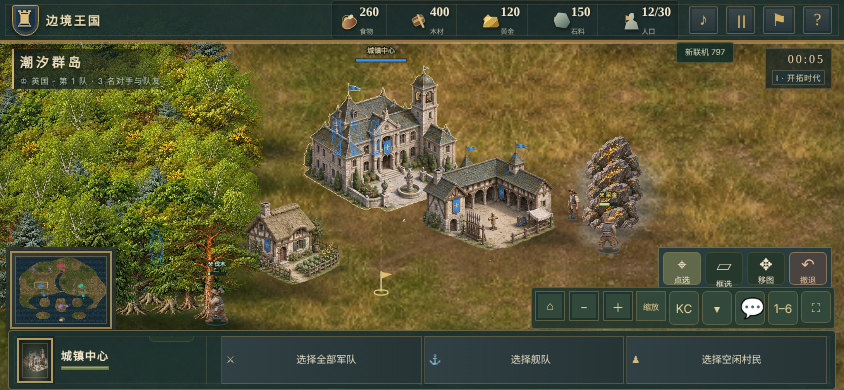 边境王国
260
食物
400
木材
120
黄金
150
石料
12/30
人口
?
潮汐群岛
英国 · 第 1 队 · 3 名对手与队友
城镇中心
新联机 797
00:05
I · 开拓时代
点选
框选
移图
撤退
缩放
KC
1–6
城镇中心
选择全部军队
选择舰队
选择空闲村民